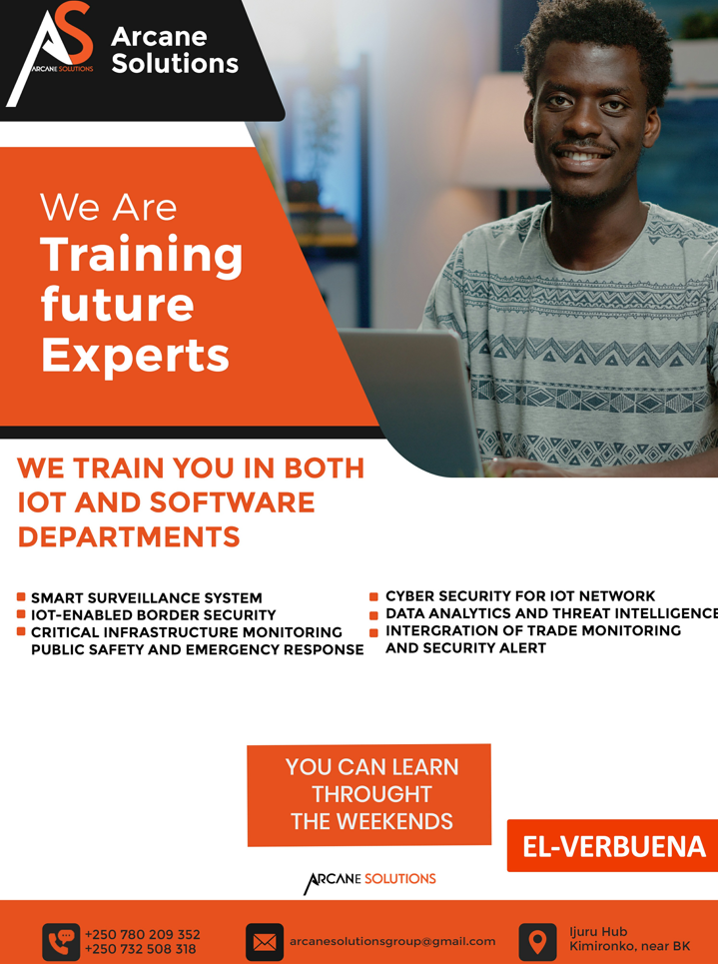 AS
ARCANE SOLUTIONS
Arcane
Solutions
We Are
Training
future
Experts
WE TRAIN YOU IN BOTH
IOT AND SOFTWARE
DEPARTMENTS
SMART SURVEILLANCE SYSTEM
IOT-ENABLED BORDER SECURITY
CRITICAL INFRASTRUCTURE MONITORING
PUBLIC SAFETY AND EMERGENCY RESPONSE
CYBER SECURITY FOR IOT NETWORK
DATA ANALYTICS AND THREAT INTELLIGENCE
INTERGRATION OF TRADE MONITORING
AND SECURITY ALERT
YOU CAN LEARN
THROUGHT
THE WEEKENDS
EL-VERBUENA
ARCANE SOLUTIONS
+250 780 209 352
+250 732 508 318
arcanesolutionsgroup@gmail.com
Ijuru Hub
Kimironko, near BK